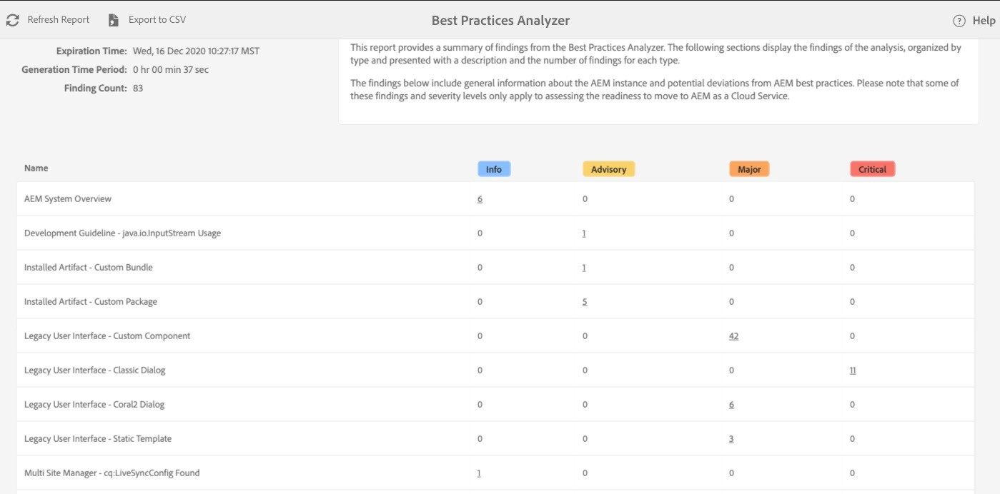 Refresh Report Export to CSV Best Practices Analyzer ? Help
Expiration Time: Wed, 16 Dec 2020 10:27:17 MST
Generation Time Period: 0 hr 00 min 37 sec
Finding Count: 83
This report provides a summary of findings from the Best Practices Analyzer. The following sections display the findings of the analysis, organized by
type and presented with a description and the number of findings for each type.
The findings below include general information about the AEM instance and potential deviations from AEM best practices. Please note that some of
these findings and severity levels only apply to assessing the readiness to move to AEM as a Cloud Service.
Name Info Advisory Major Critical
AEM System Overview 6 0 0 0
Development Guideline - java.io.InputStream Usage 0 1 0 0
Installed Artifact - Custom Bundle 0 1 0 0
Installed Artifact - Custom Package 0 5 0 0
Legacy User Interface - Custom Component 0 0 42 0
Legacy User Interface - Classic Dialog 0 0 0 11
Legacy User Interface - Coral2 Dialog 0 0 6 0
Legacy User Interface - Static Template 0 0 3 0
Multi Site Manager - cq:LiveSyncConfig Found 1 0 0 0